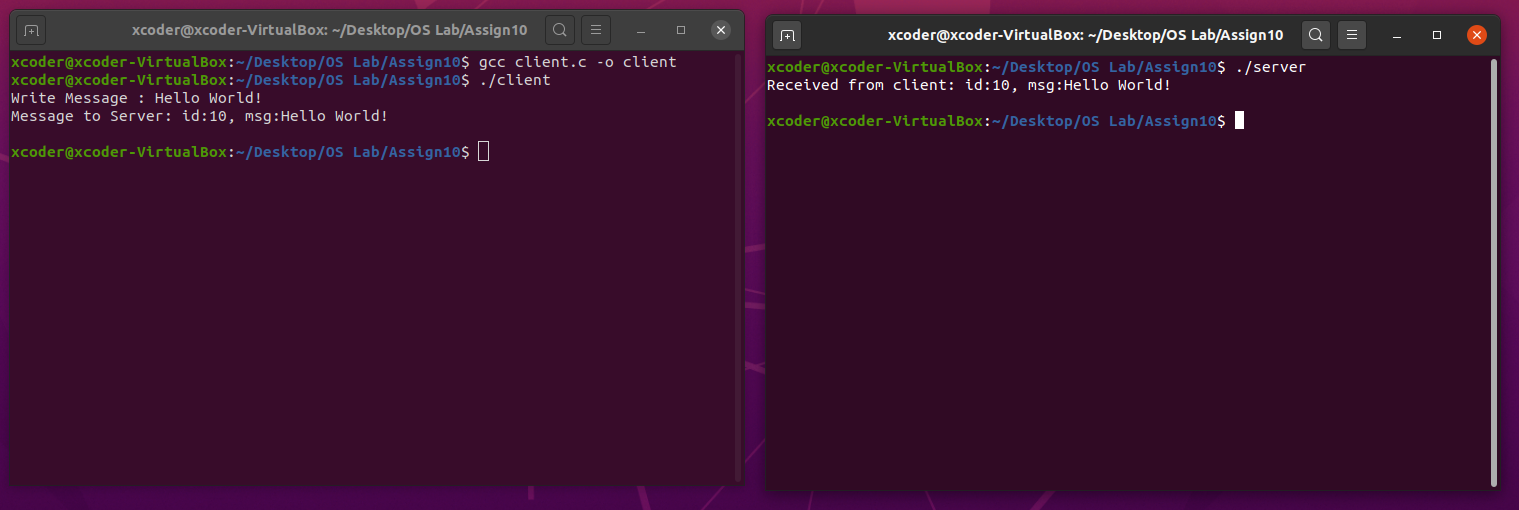 xcoder@xcoder-VirtualBox: ~/Desktop/OS Lab/Assign10
xcoder@xcoder-VirtualBox:~/Desktop/OS Lab/Assign10$ gcc client.c -o client
xcoder@xcoder-VirtualBox:~/Desktop/OS Lab/Assign10$ ./client
Write Message : Hello World!
Message to Server: id:10, msg:Hello World!
xcoder@xcoder-VirtualBox:~/Desktop/OS Lab/Assign10$
xcoder@xcoder-VirtualBox: ~/Desktop/OS Lab/Assign10
xcoder@xcoder-VirtualBox:~/Desktop/OS Lab/Assign10$ ./server
Received from client: id:10, msg:Hello World!
xcoder@xcoder-VirtualBox:~/Desktop/OS Lab/Assign10$